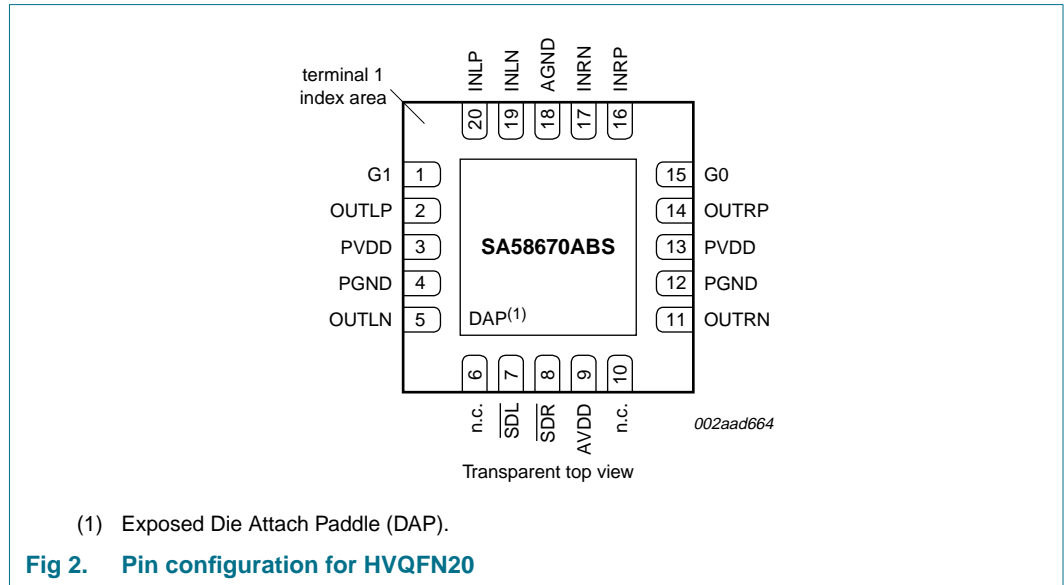 terminal 1
index area
20 INLP
19 INLN
18 AGND
17 INRN
16 INRP
G1 1
15 G0
OUTLP 2
14 OUTRP
PVDD 3
SA58670ABS
13 PVDD
PGND 4
12 PGND
OUTLN 5
DAP(1)
11 OUTRN
6 n.c.
7 SDL
8 SDR
9 AVDD
10 n.c.
002aad664
Transparent top view
(1) Exposed Die Attach Paddle (DAP).
Fig 2. Pin configuration for HVQFN20